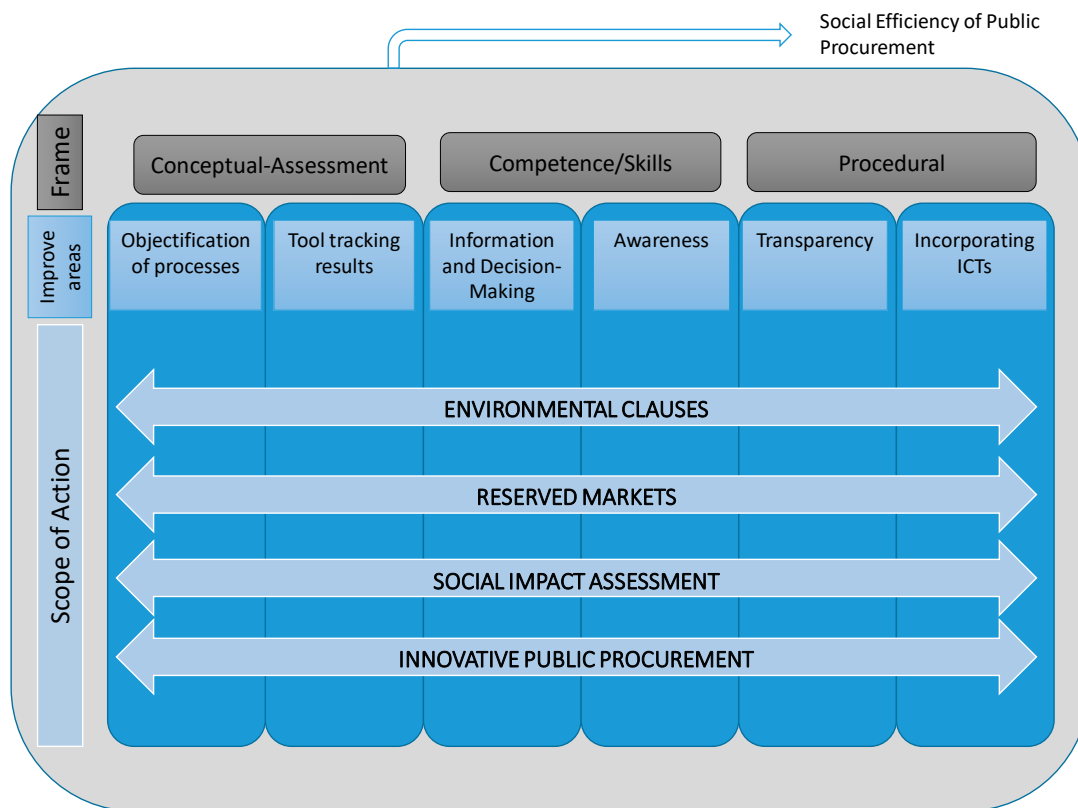 Social Efficiency of Public
Procurement
Frame
Conceptual-Assessment
Competence/Skills
Procedural
Improve
areas
Objectification
of processes
Tool tracking
results
Information
and Decision-
Making
Awareness
Transparency
Incorporating
ICTs
Scope of Action
ENVIRONMENTAL CLAUSES
RESERVED MARKETS
SOCIAL IMPACT ASSESSMENT
INNOVATIVE PUBLIC PROCUREMENT